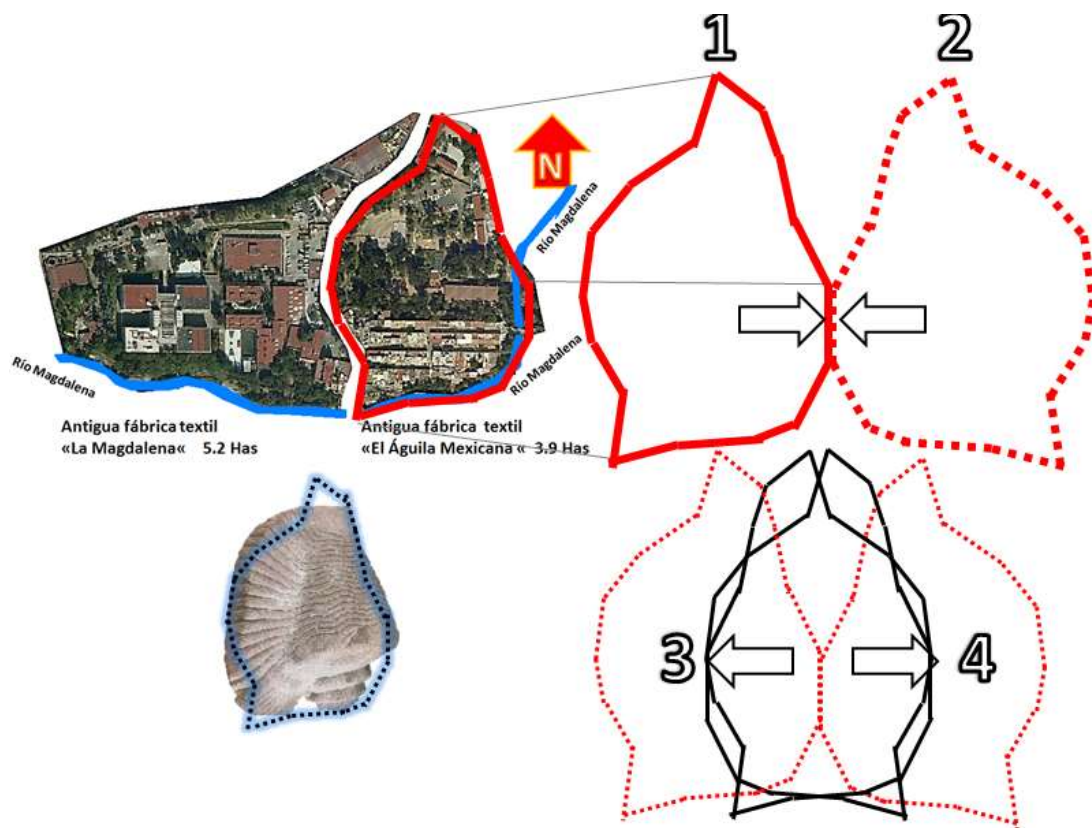 1
2
N
Río Magdalena
Río Magdalena
Río Magdalena
Antigua fábrica textil
«La Magdalena« 5.2 Has
Antigua fábrica textil
«El Águila Mexicana « 3.9 Has
3
4